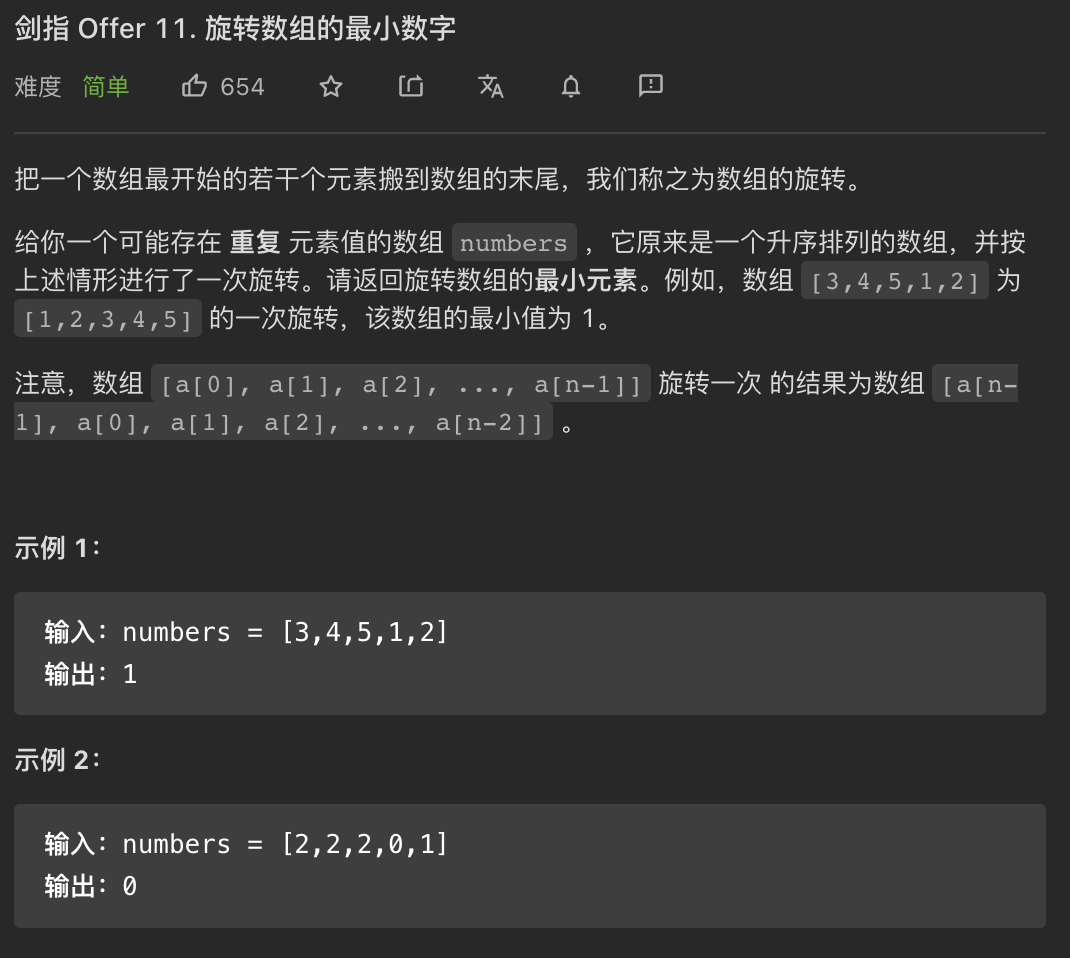 剑指 Offer 11. 旋转数组的最小数字
难度 简单 654
把一个数组最开始的若干个元素搬到数组的末尾，我们称之为数组的旋转。
给你一个可能存在 重复 元素值的数组 numbers ，它原来是一个升序排列的数组，并按
上述情形进行了一次旋转。请返回旋转数组的最小元素。例如，数组 [3,4,5,1,2] 为
[1,2,3,4,5] 的一次旋转，该数组的最小值为 1。
注意，数组 [a[0], a[1], a[2], ..., a[n-1]] 旋转一次 的结果为数组 [a[n-
1], a[0], a[1], a[2], ..., a[n-2]] 。
示例 1：
输入：numbers = [3,4,5,1,2]
输出：1
示例 2：
输入：numbers = [2,2,2,0,1]
输出：0